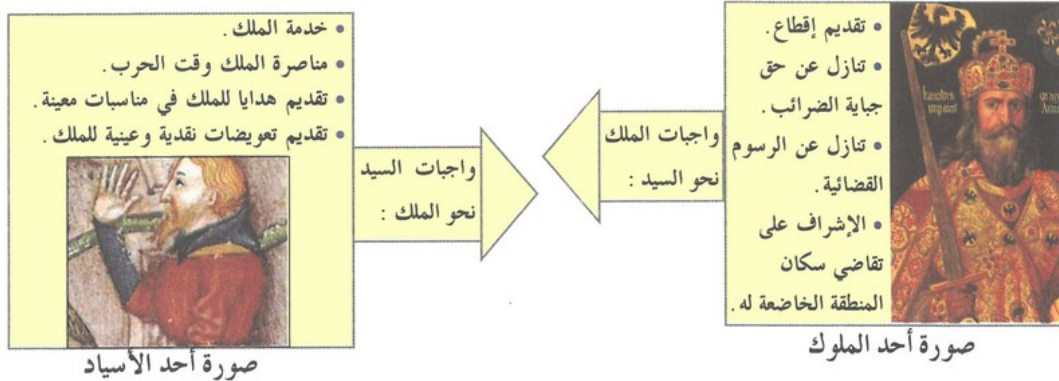 • تقديم إقطاع.
• تنازل عن حق
جباية الضرائب.
• تنازل عن الرسوم
القضائية.
• الإشراف على
تقاضي سكان
المنطقة الخاضعة له.
صورة أحد الملوك
واجبات الملك
نحو السيد :
واجبات السيد
نحو الملك :
• خدمة الملك.
• مناصرة الملك وقت الحرب.
• تقديم هدايا للملك في مناسبات معينة.
• تقديم تعويضات نقدية وعينية للملك.
صورة أحد الأسياد